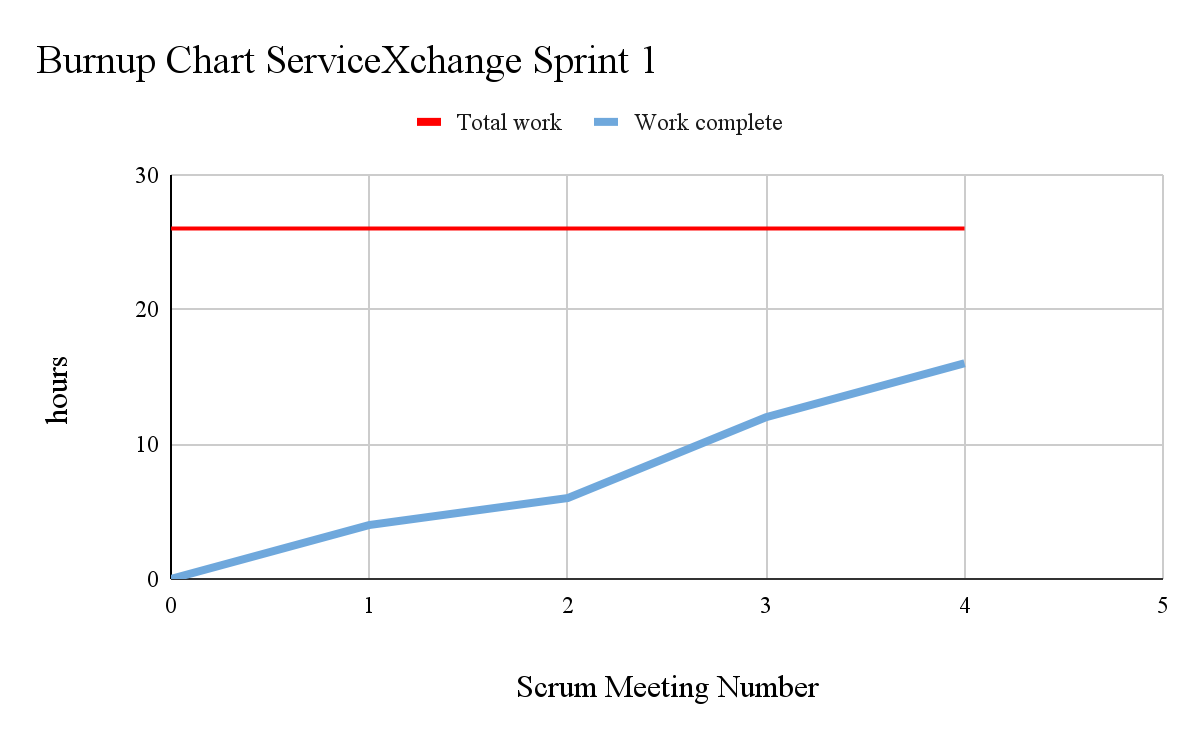 Burnup Chart ServiceXchange Sprint 1
Total work Work complete
30
20
10
0
hours
0 1 2 3 4 5
Scrum Meeting Number